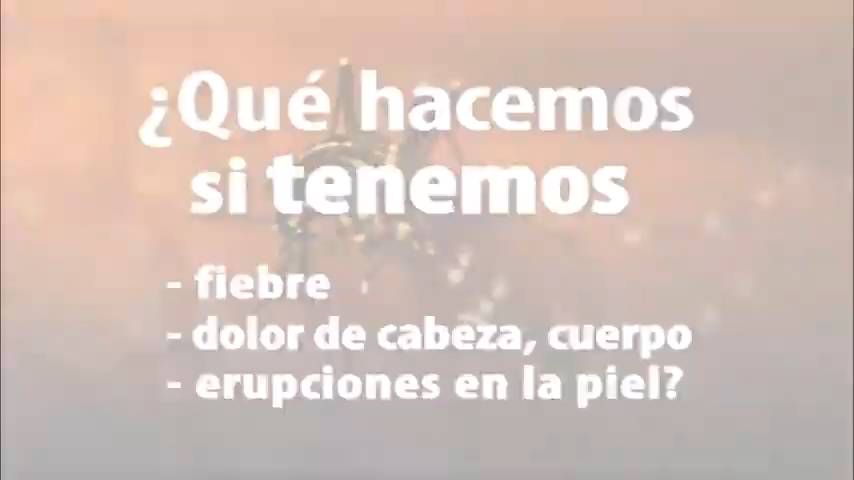 ¿Qué hacemos
si tenemos
- fiebre
- dolor de cabeza, cuerpo
- erupciones en la piel?